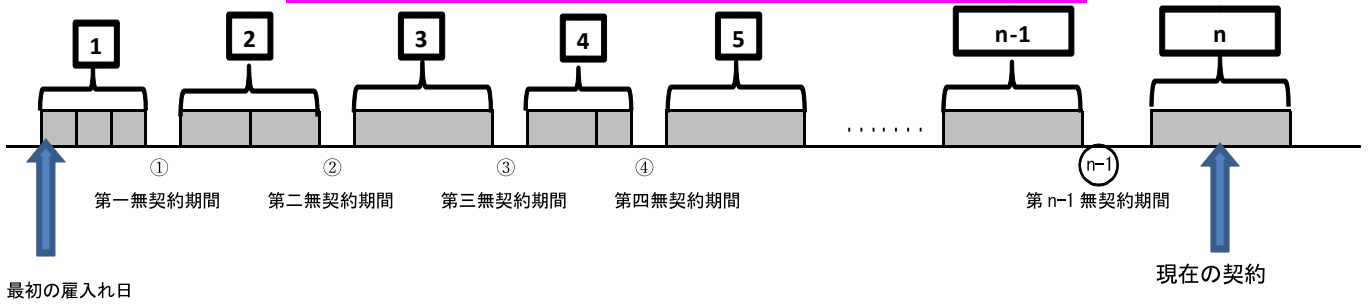 1 2 3 4 5 n-1 n
･･･････
① ② ③ ④ n-1
第一無契約期間 第二無契約期間 第三無契約期間 第四無契約期間 第 n-1 無契約期間
現在の契約
最初の雇入れ日